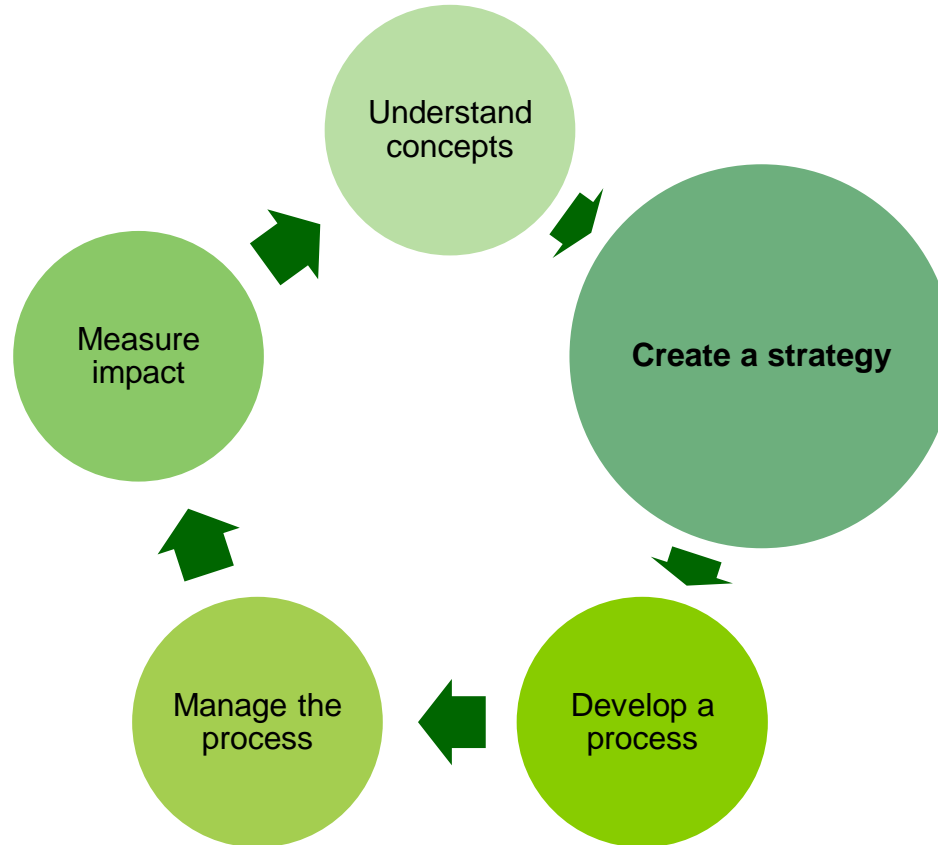 Understand
concepts
Create a strategy
Develop a
process
Manage the
process
Measure
impact